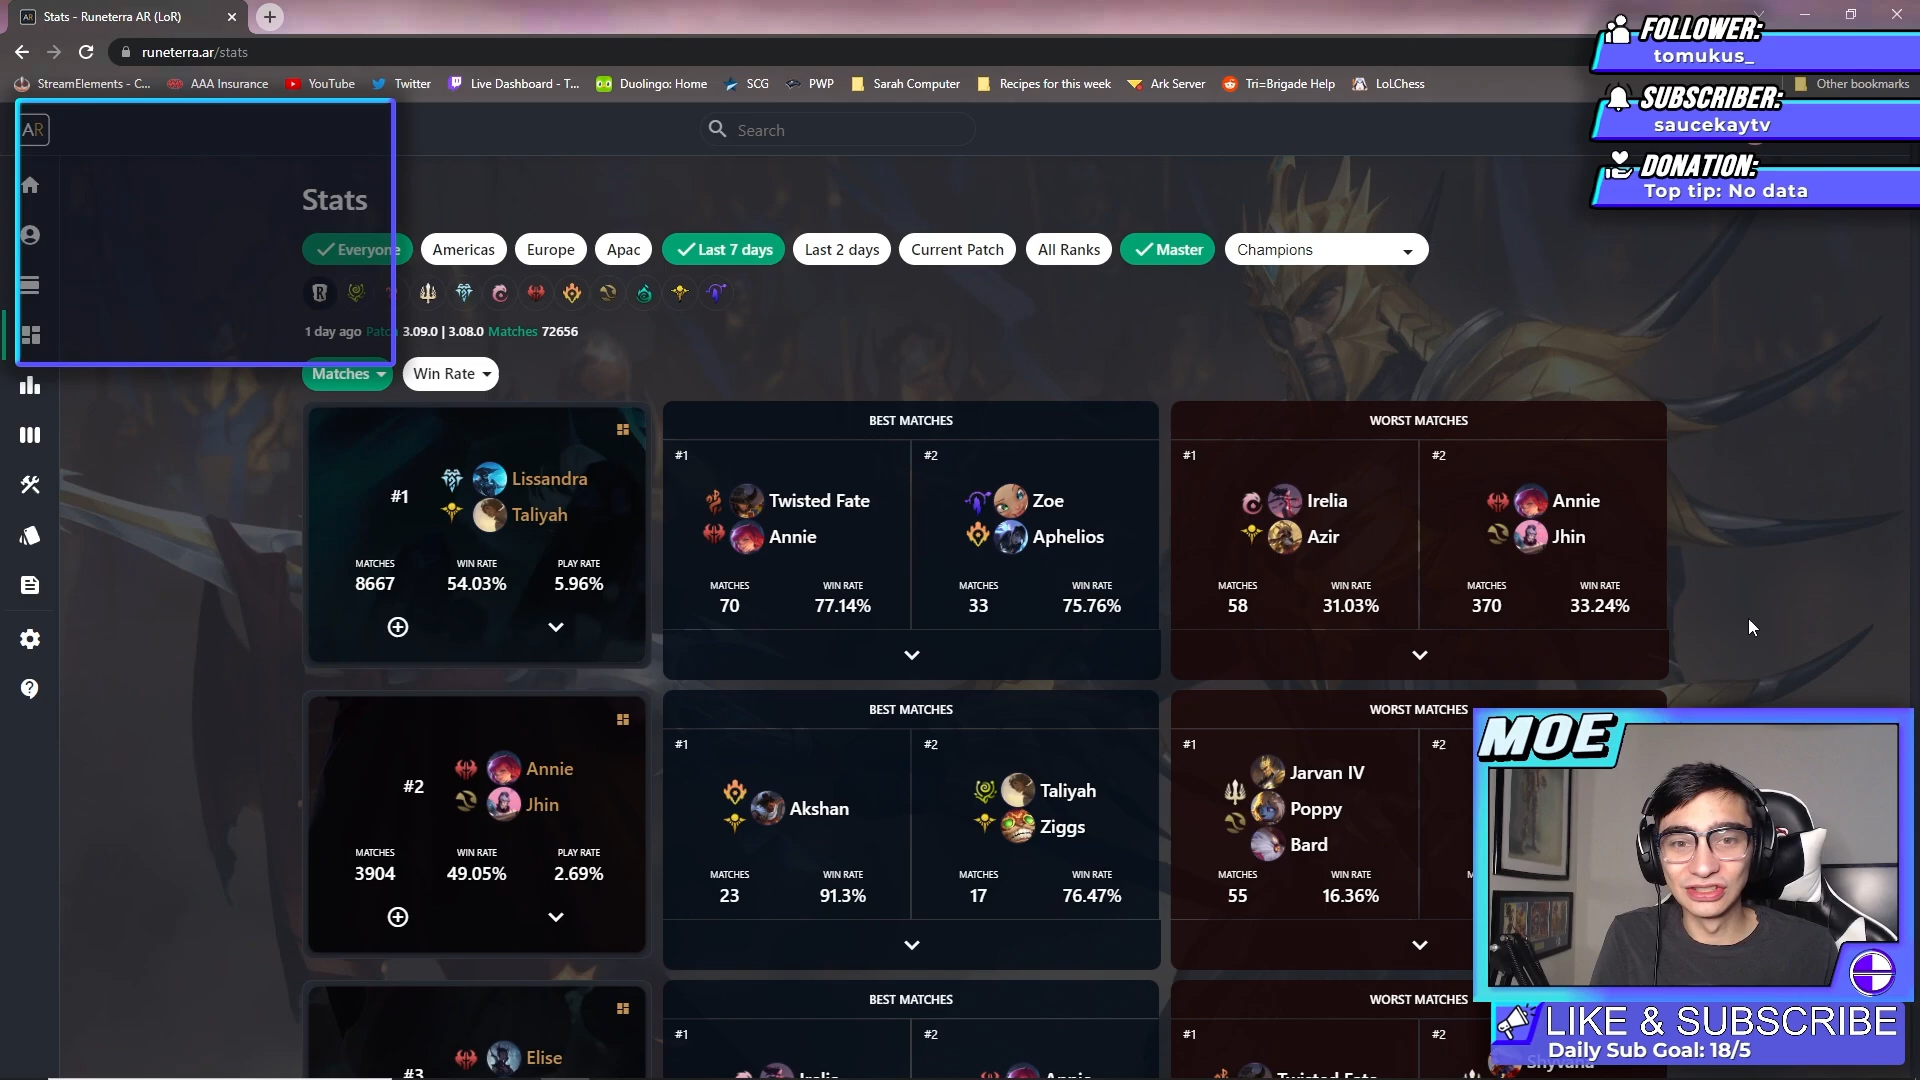 Stats - Runeterra AR (LoR)
runeterra.ar/stats
StreamElements - C... AAA Insurance YouTube Twitter Live Dashboard - T... Duolingo: Home SCG PWP Sarah Computer Recipes for this week Ark Server Tri=Brigade Help LoLChess Other bookmarks
FOLLOWER:
tomukus_
SUBSCRIBER:
saucekaytv
DONATION:
Top tip: No data
AR
Search
Stats
Everyone Americas Europe Apac Last 7 days Last 2 days Current Patch All Ranks Master Champions
1 day ago Patch 3.09.0 | 3.08.0 Matches 72656
Matches Win Rate
#1
Lissandra
Taliyah
MATCHES WIN RATE PLAY RATE
8667 54.03% 5.96%
BEST MATCHES
#1 #2
Twisted Fate Zoe
Annie Aphelios
MATCHES WIN RATE MATCHES WIN RATE
70 77.14% 33 75.76%
WORST MATCHES
#1 #2
Irelia Annie
Azir Jhin
MATCHES WIN RATE MATCHES WIN RATE
58 31.03% 370 33.24%
#2
Annie
Jhin
MATCHES WIN RATE PLAY RATE
3904 49.05% 2.69%
BEST MATCHES
#1 #2
Akshan
Taliyah
Ziggs
MATCHES WIN RATE MATCHES WIN RATE
23 91.3% 17 76.47%
WORST MATCHES
#1 #2
Jarvan IV
Poppy
Bard
MATCHES WIN RATE M
55 16.36%
#3
Elise
BEST MATCHES
#1 #2
Irelia Annie
WORST MATCHES
#1 #2
Twisted Fate Shyvana
MOE
LIKE & SUBSCRIBE
Daily Sub Goal: 18/5